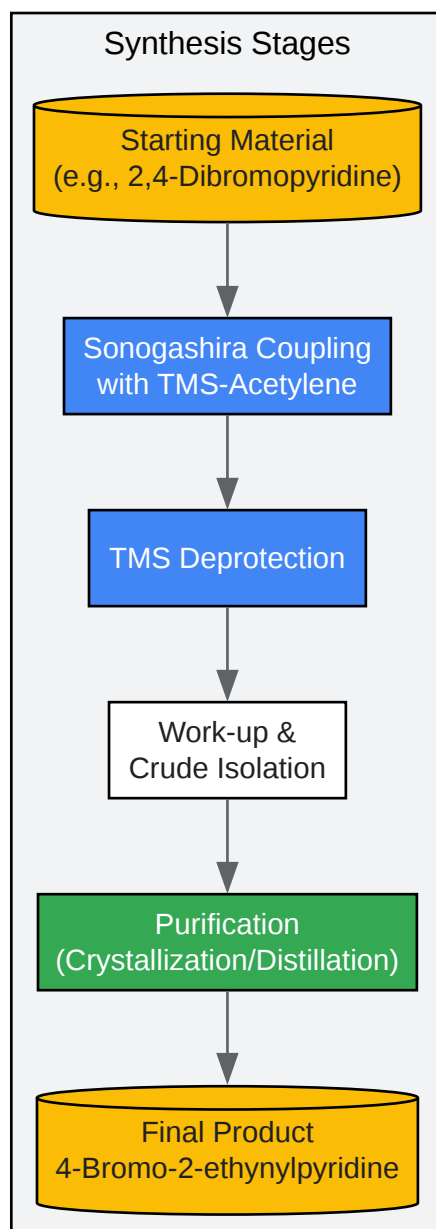 Synthesis Stages
Starting Material
(e.g., 2,4-Dibromopyridine)
Sonogashira Coupling
with TMS-Acetylene
TMS Deprotection
Work-up &
Crude Isolation
Purification
(Crystallization/Distillation)
Final Product
4-Bromo-2-ethynylpyridine